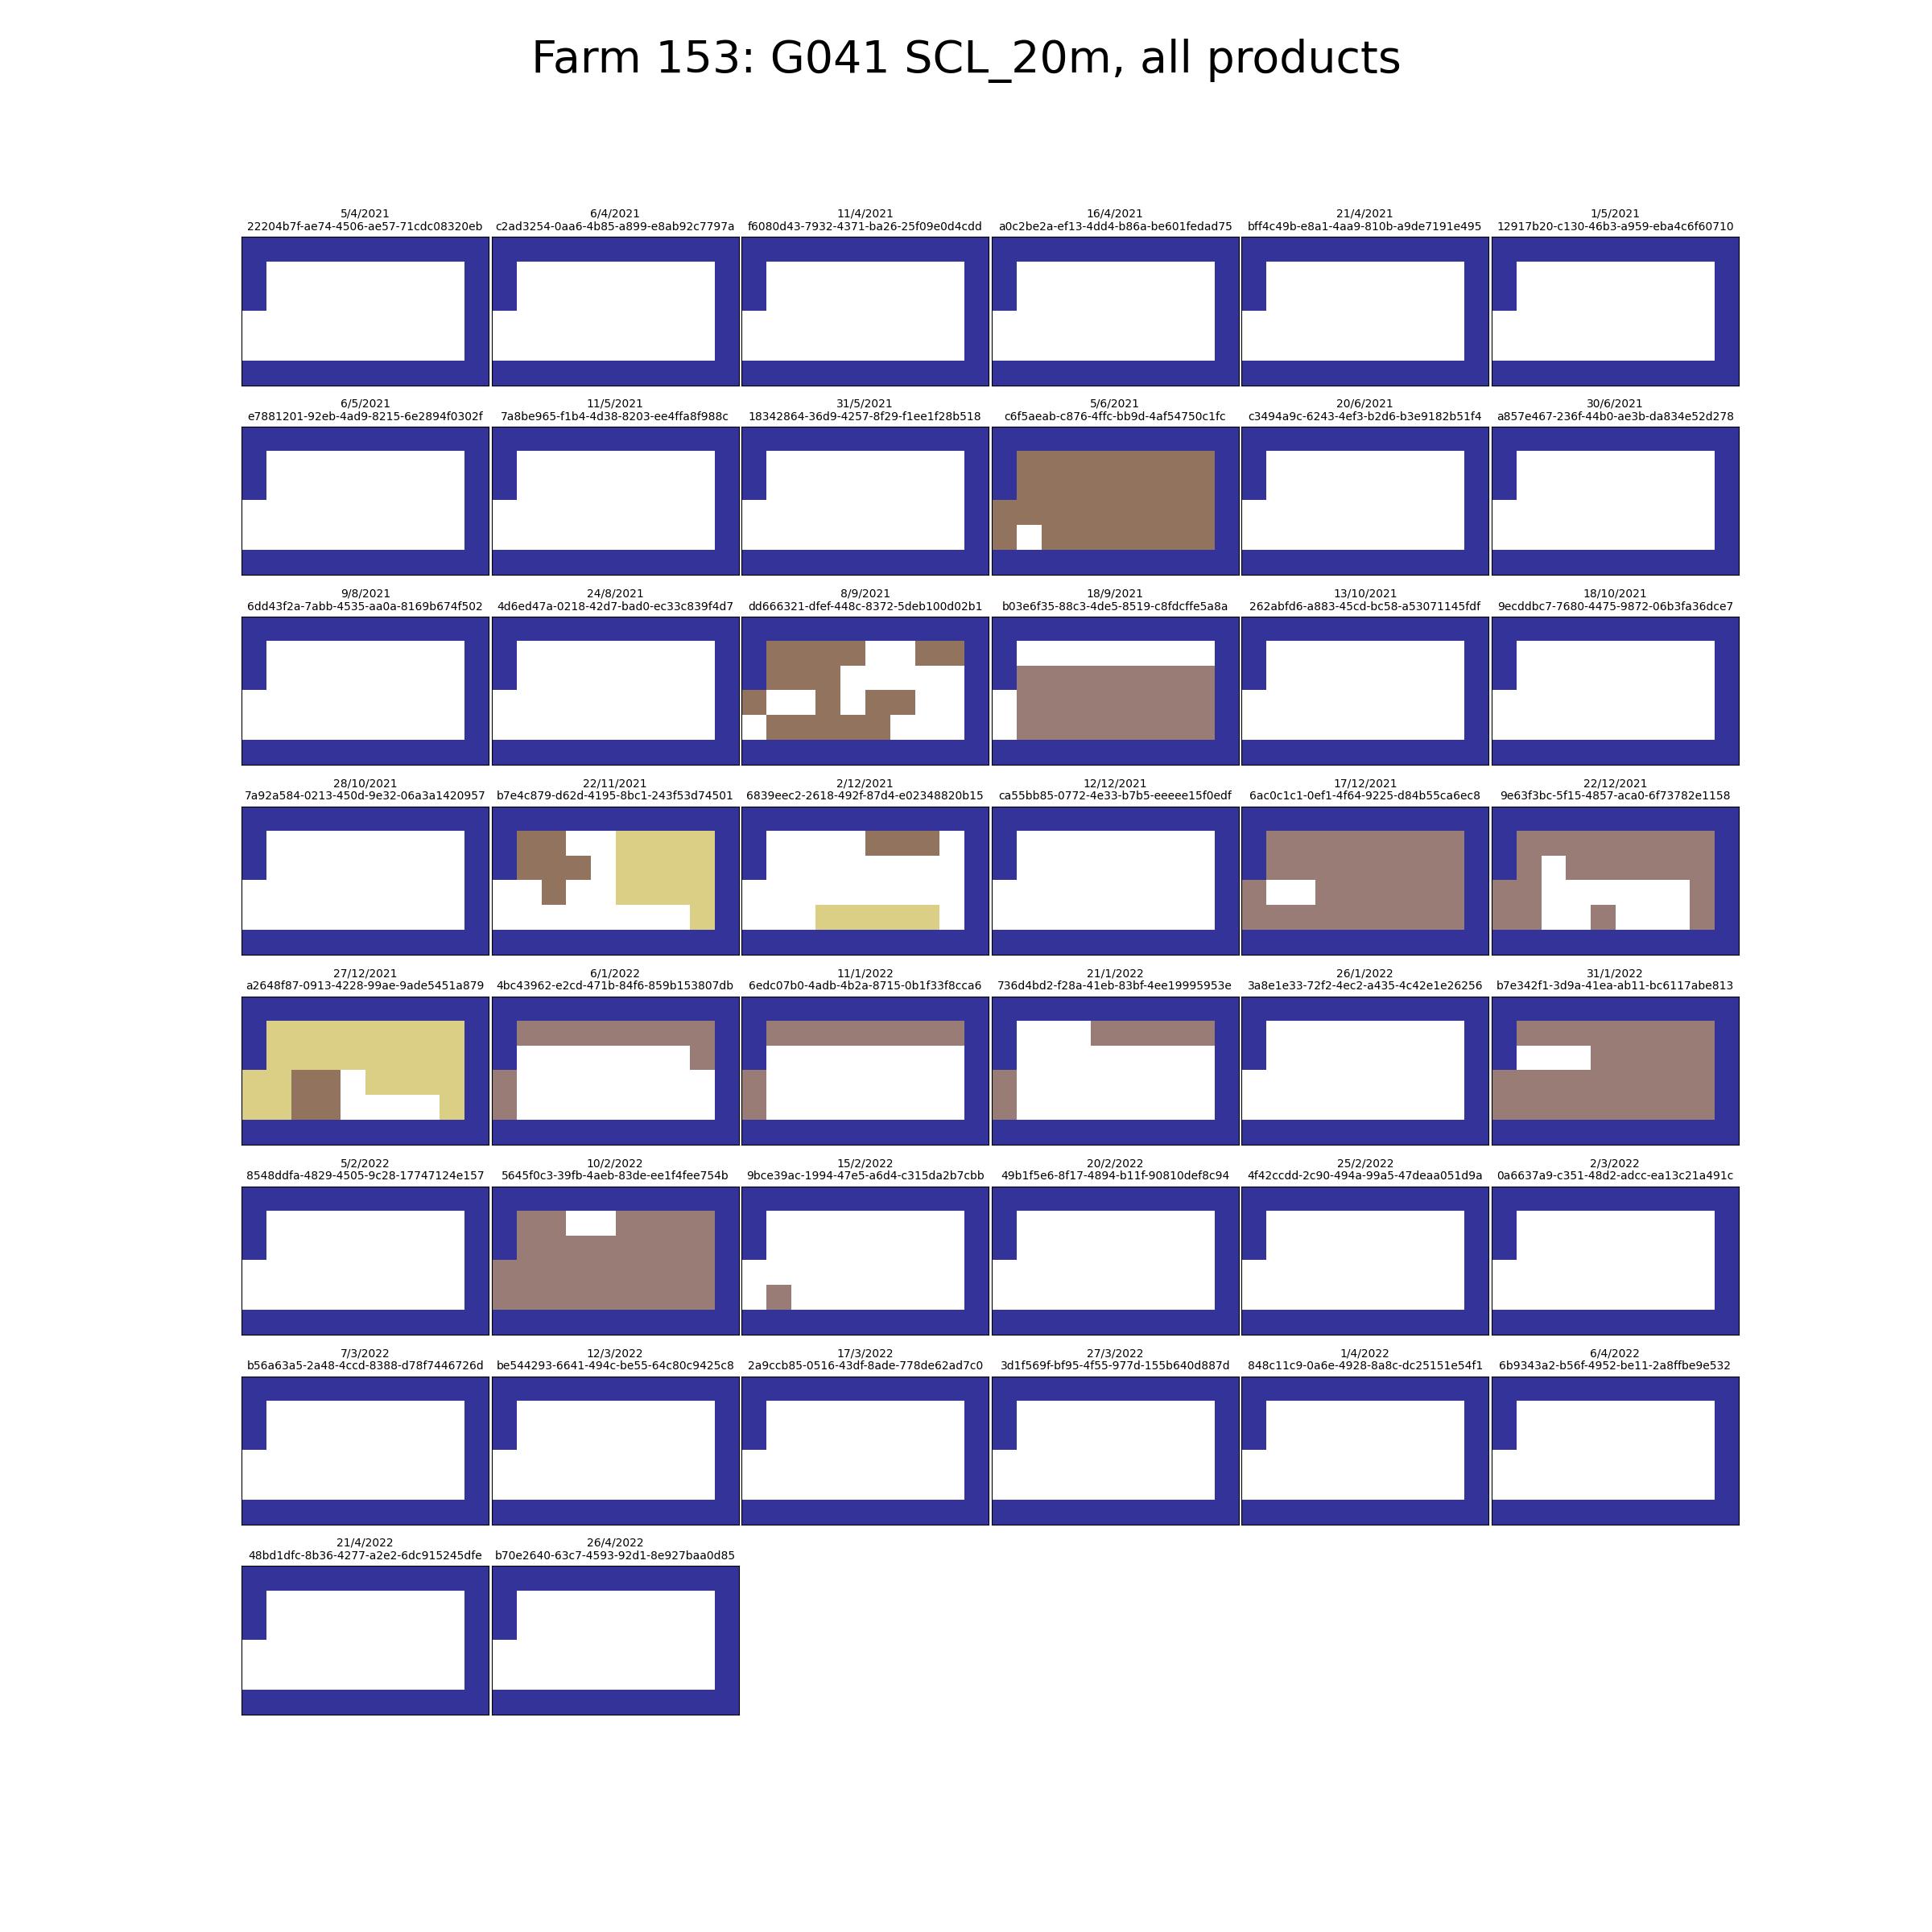 Farm 153: G041 SCL_20m, all products
5/4/2021
22204b7f-ae74-4506-ae57-71cdc08320eb
6/4/2021
c2ad3254-0aa6-4b85-a899-e8ab92c7797a
11/4/2021
f6080d43-7932-4371-ba26-25f09e0d4cdd
16/4/2021
a0c2be2a-ef13-4dd4-b86a-be601fedad75
21/4/2021
bff4c49b-e8a1-4aa9-810b-a9de7191e495
1/5/2021
12917b20-c130-46b3-a959-eba4c6f60710
6/5/2021
e7881201-92eb-4ad9-8215-6e2894f0302f
11/5/2021
7a8be965-f1b4-4d38-8203-ee4ffa8f988c
31/5/2021
18342864-36d9-4257-8f29-f1ee1f28b518
5/6/2021
c6f5aeab-c876-4ffc-bb9d-4af54750c1fc
20/6/2021
c3494a9c-6243-4ef3-b2d6-b3e9182b51f4
30/6/2021
a857e467-236f-44b0-ae3b-da834e52d278
9/8/2021
6dd43f2a-7abb-4535-aa0a-8169b674f502
24/8/2021
4d6ed47a-0218-42d7-bad0-ec33c839f4d7
8/9/2021
dd666321-dfef-448c-8372-5deb100d02b1
18/9/2021
b03e6f35-88c3-4de5-8519-c8fdcffe5a8a
13/10/2021
262abfd6-a883-45cd-bc58-a53071145fdf
18/10/2021
9ecddbc7-7680-4475-9872-06b3fa36dce7
28/10/2021
7a92a584-0213-450d-9e32-06a3a1420957
22/11/2021
b7e4c879-d62d-4195-8bc1-243f53d74501
2/12/2021
6839eec2-2618-492f-87d4-e02348820b15
12/12/2021
ca55bb85-0772-4e33-b7b5-eeeee15f0edf
17/12/2021
6ac0c1c1-0ef1-4f64-9225-d84b55ca6ec8
22/12/2021
9e63f3bc-5f15-4857-aca0-6f73782e1158
27/12/2021
a2648f87-0913-4228-99ae-9ade5451a879
6/1/2022
4bc43962-e2cd-471b-84f6-859b153807db
11/1/2022
6edc07b0-4adb-4b2a-8715-0b1f33f8cca6
21/1/2022
736d4bd2-f28a-41eb-83bf-4ee19995953e
26/1/2022
3a8e1e33-72f2-4ec2-a435-4c42e1e26256
31/1/2022
b7e342f1-3d9a-41ea-ab11-bc6117abe813
5/2/2022
8548ddfa-4829-4505-9c28-17747124e157
10/2/2022
5645f0c3-39fb-4aeb-83de-ee1f4fee754b
15/2/2022
9bce39ac-1994-47e5-a6d4-c315da2b7cbb
20/2/2022
49b1f5e6-8f17-4894-b11f-90810def8c94
25/2/2022
4f42ccdd-2c90-494a-99a5-47deaa051d9a
2/3/2022
0a6637a9-c351-48d2-adcc-ea13c21a491c
7/3/2022
b56a63a5-2a48-4ccd-8388-d78f7446726d
12/3/2022
be544293-6641-494c-be55-64c80c9425c8
17/3/2022
2a9ccb85-0516-43df-8ade-778de62ad7c0
27/3/2022
3d1f569f-bf95-4f55-977d-155b640d887d
1/4/2022
848c11c9-0a6e-4928-8a8c-dc25151e54f1
6/4/2022
6b9343a2-b56f-4952-be11-2a8ffbe9e532
21/4/2022
48bd1dfc-8b36-4277-a2e2-6dc915245dfe
26/4/2022
b70e2640-63c7-4593-92d1-8e927baa0d85